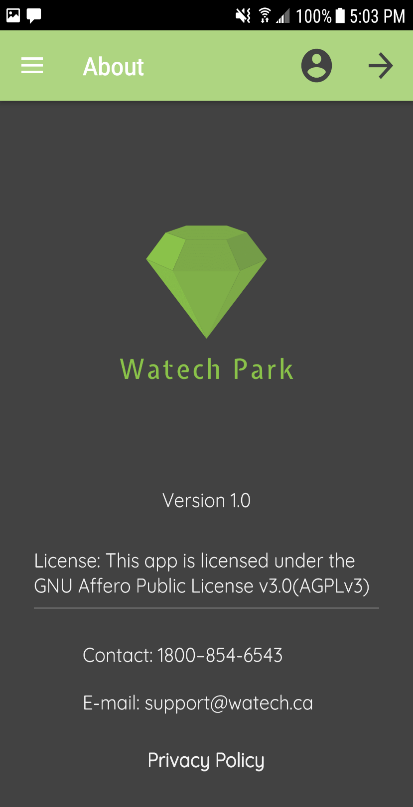 100% 5:03 PM
About
Watech Park
Version 1.0
License: This app is licensed under the
GNU Affero Public License v3.0(AGPLv3)
Contact: 1800-854-6543
E-mail: support@watech.ca
Privacy Policy